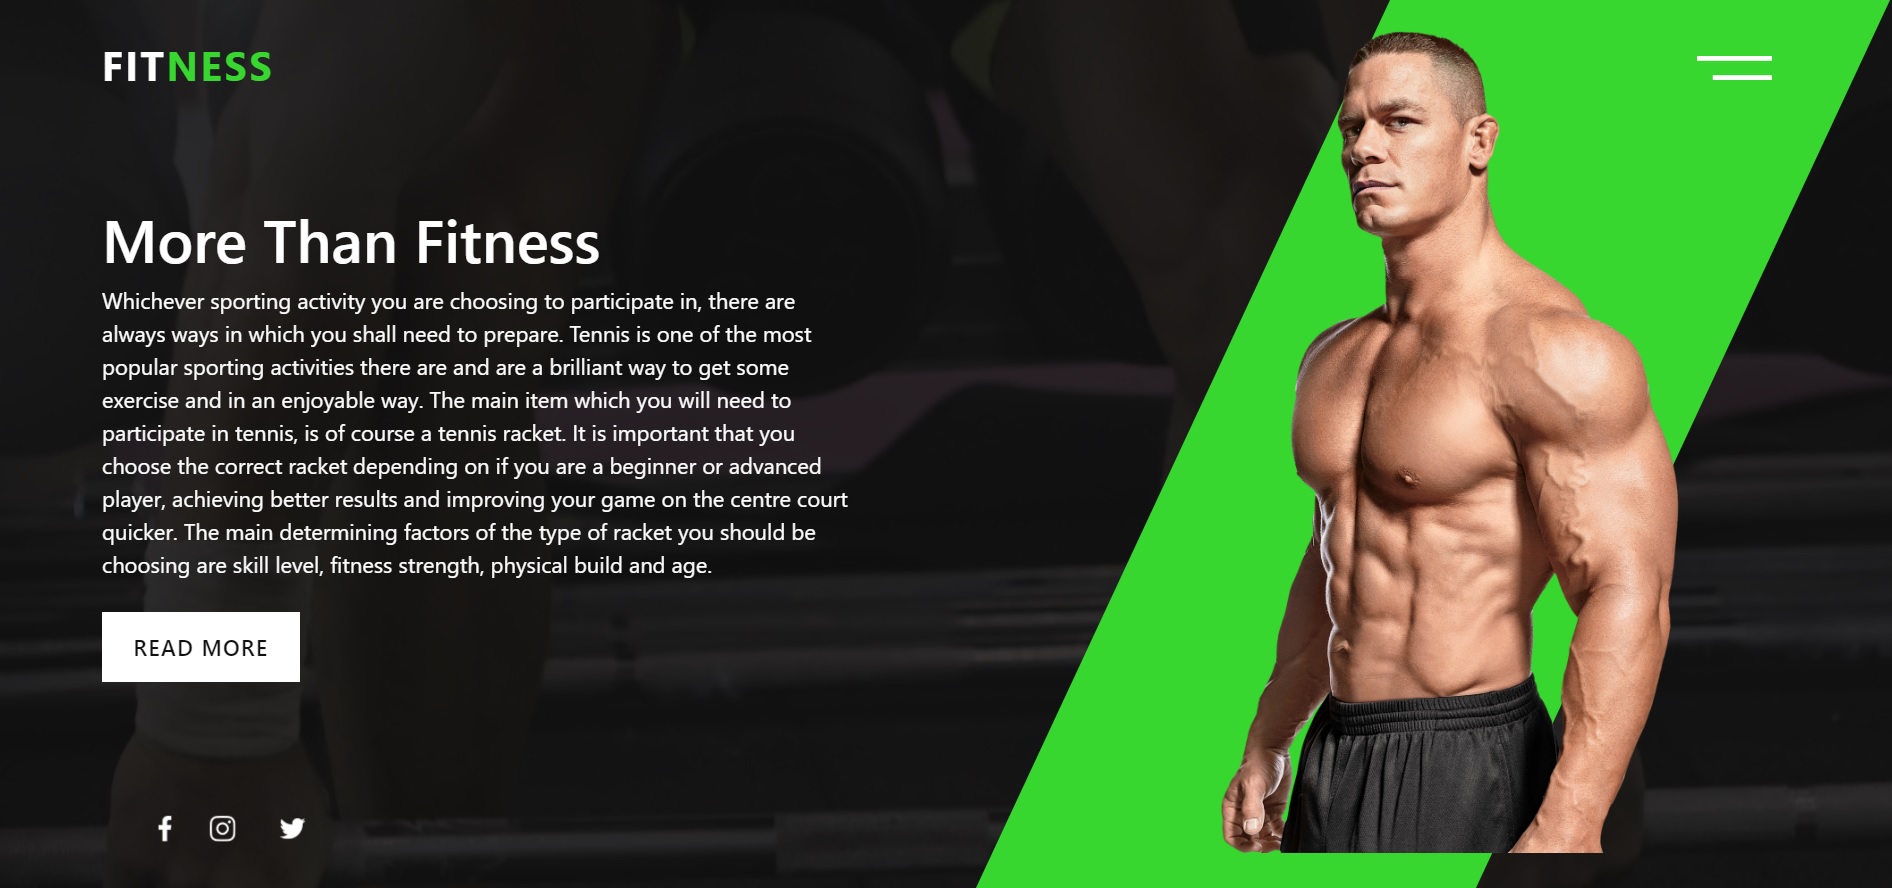 FITNESS
More Than Fitness
Whichever sporting activity you are choosing to participate in, there are
always ways in which you shall need to prepare. Tennis is one of the most
popular sporting activities there are and are a brilliant way to get some
exercise and in an enjoyable way. The main item which you will need to
participate in tennis, is of course a tennis racket. It is important that you
choose the correct racket depending on if you are a beginner or advanced
player, achieving better results and improving your game on the centre court
quicker. The main determining factors of the type of racket you should be
choosing are skill level, fitness strength, physical build and age.
READ MORE